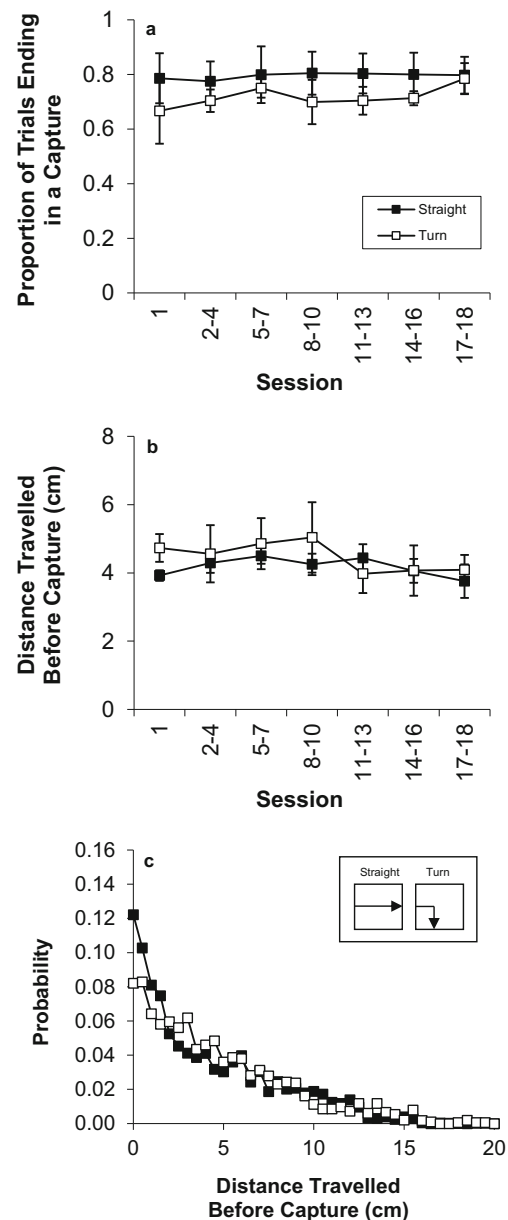 a
Proportion of Trials Ending
in a Capture
1
0.8
0.6
0.4
0.2
0
Straight
Turn
1
2-4
5-7
8-10
11-13
14-16
17-18
Session
b
Distance Travelled
Before Capture (cm)
8
6
4
2
0
1
2-4
5-7
8-10
11-13
14-16
17-18
Session
c
Probability
0.16
0.14
0.12
0.10
0.08
0.06
0.04
0.02
0.00
Straight Turn
0 5 10 15 20
Distance Travelled
Before Capture (cm)